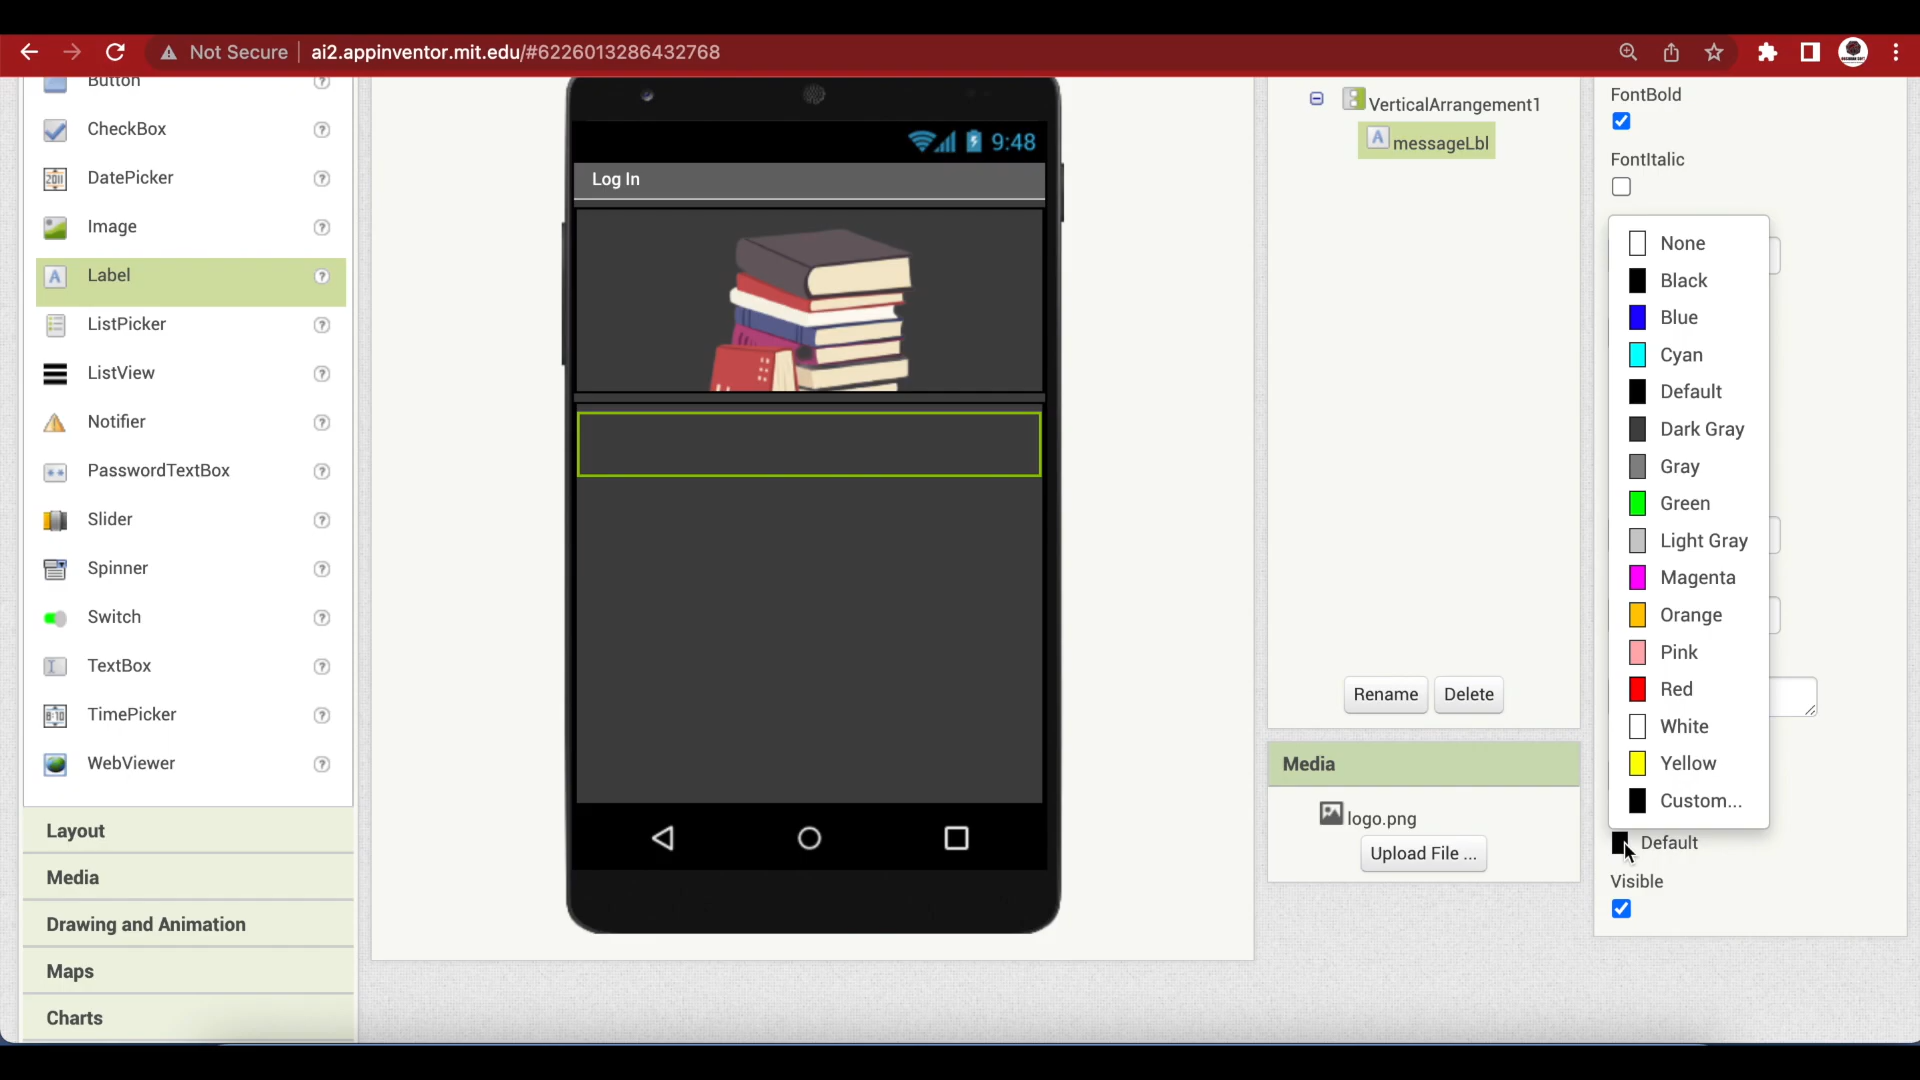 Not Secure
ai2.appinventor.mit.edu/#6226013286432768
Button
CheckBox
DatePicker
Image
Label
ListPicker
ListView
Notifier
PasswordTextBox
Slider
Spinner
Switch
TextBox
TimePicker
WebViewer
Layout
Media
Drawing and Animation
Maps
Charts
9:48
Log In
VerticalArrangement1
messageLbl
Rename
Delete
Media
logo.png
Upload File ...
FontBold
FontItalic
None
Black
Blue
Cyan
Default
Dark Gray
Gray
Green
Light Gray
Magenta
Orange
Pink
Red
White
Yellow
Custom...
Default
Visible